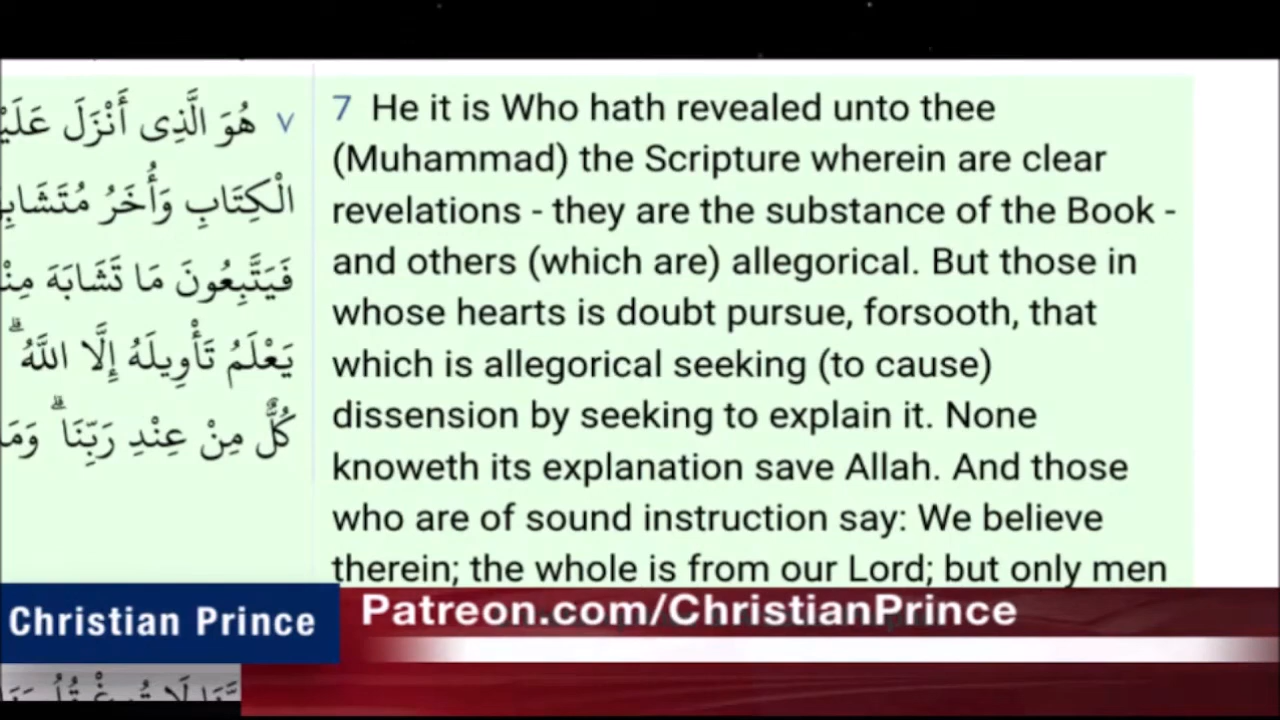 ٧ هُوَ الَّذِى أَنْزَلَ
الْكِتَابِ وَأُخَرُ
فَيَتَّبِعُونَ مَا تَشَابَهَ
يَعْلَمُ تَأْوِيلَهُ إِلَّا اللَّهُ ۗ
كُلٌّ مِنْ عِنْدِ رَبِّنَا ۗ
7 He it is Who hath revealed unto thee
(Muhammad) the Scripture wherein are clear
revelations - they are the substance of the Book -
and others (which are) allegorical. But those in
whose hearts is doubt pursue, forsooth, that
which is allegorical seeking (to cause)
dissension by seeking to explain it. None
knoweth its explanation save Allah. And those
who are of sound instruction say: We believe
therein; the whole is from our Lord; but only men
Christian Prince
Patreon.com/ChristianPrince